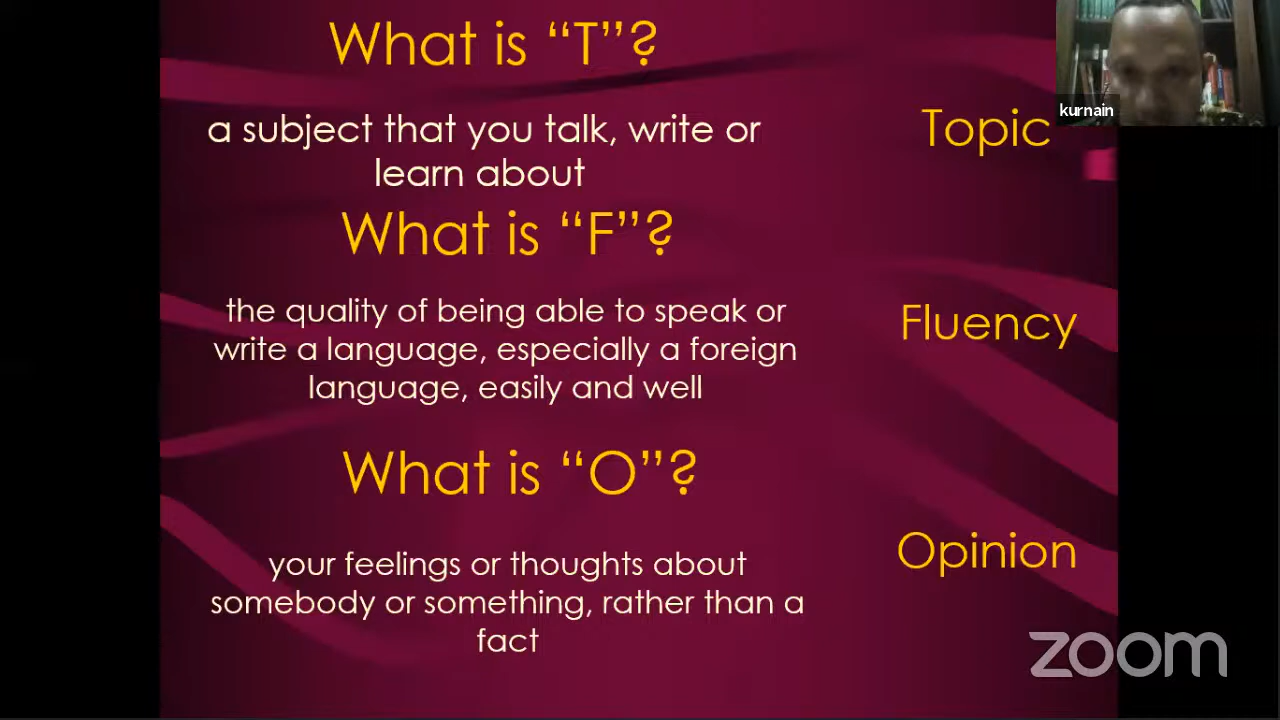 What is “T”?
a subject that you talk, write or
learn about
Topic
kurnain
What is “F”?
the quality of being able to speak or
write a language, especially a foreign
language, easily and well
Fluency
What is “O”?
your feelings or thoughts about
somebody or something, rather than a
fact
Opinion
zoom